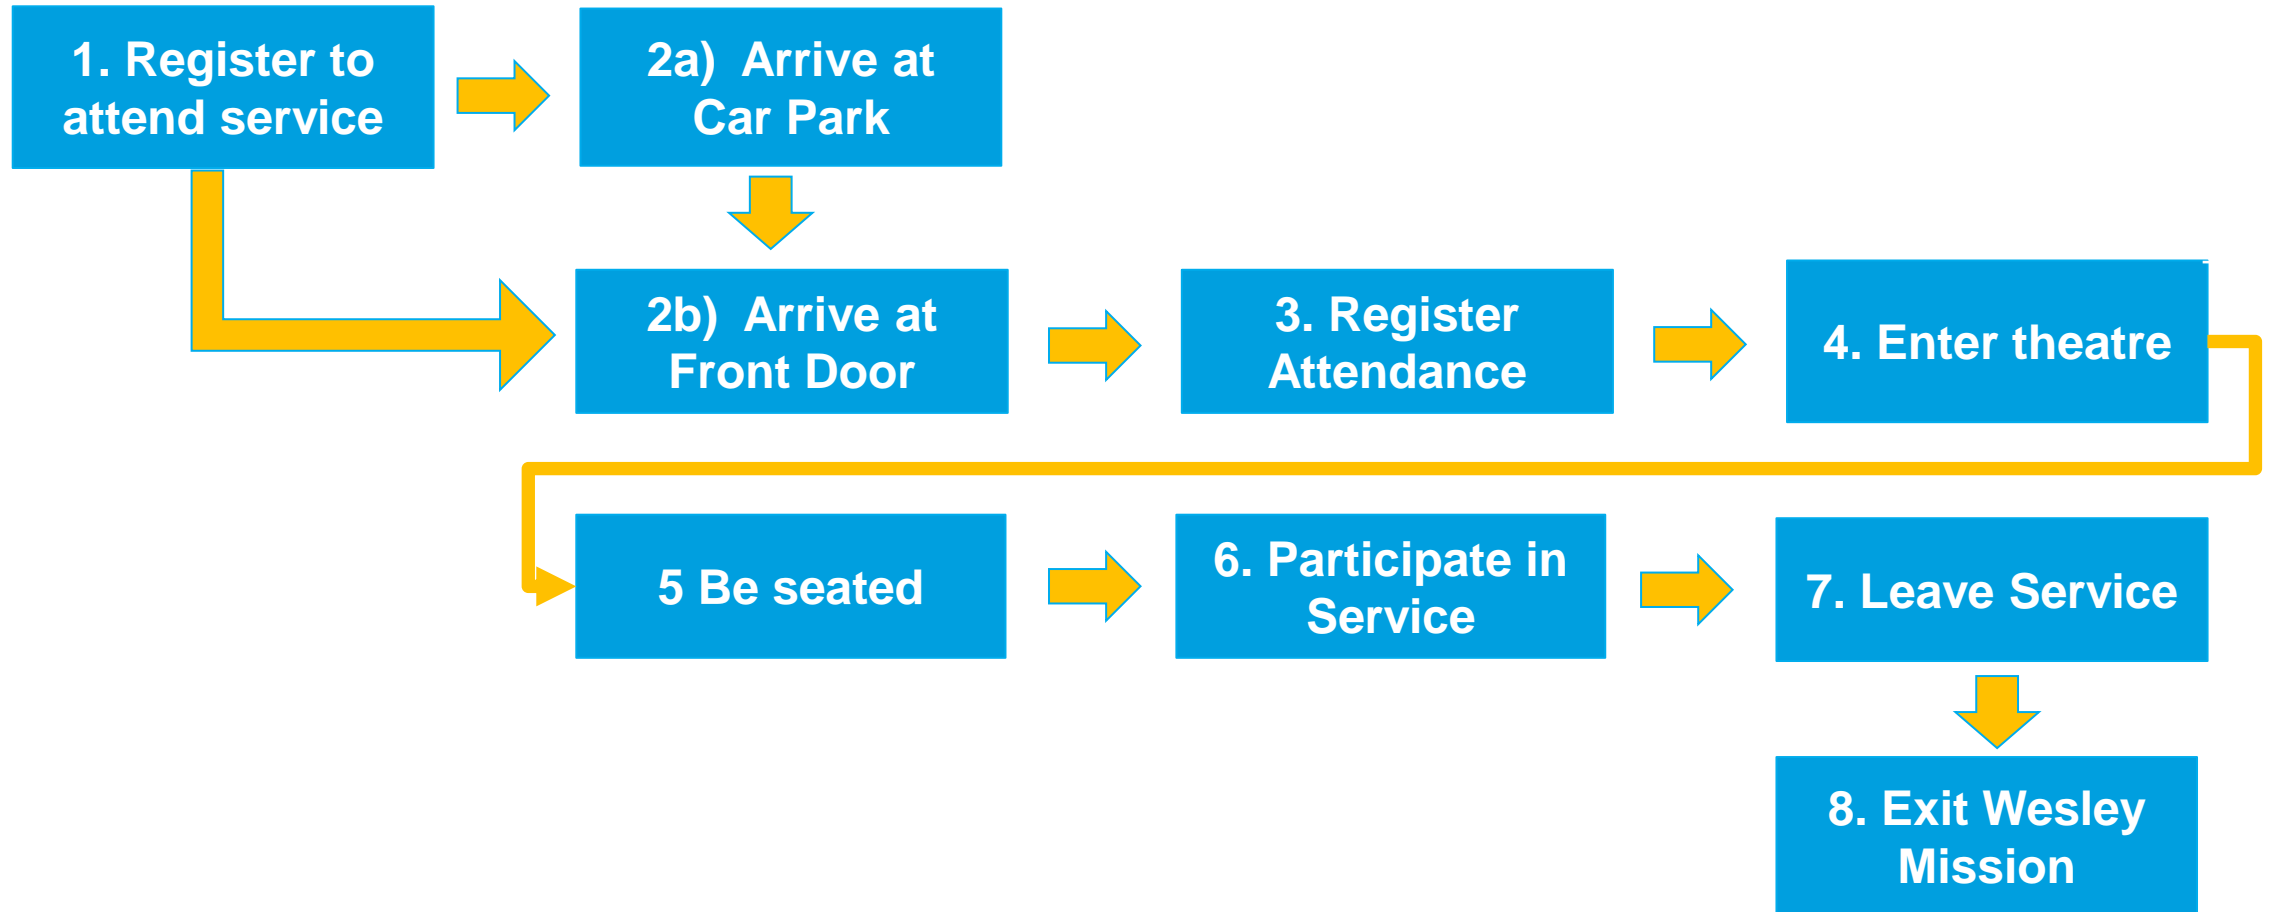 1. Register to
attend service
2a)  Arrive at
Car Park
2b)  Arrive at
Front Door
3. Register
Attendance
4. Enter theatre
5 Be seated
6. Participate in
Service
7. Leave Service
8. Exit Wesley
Mission